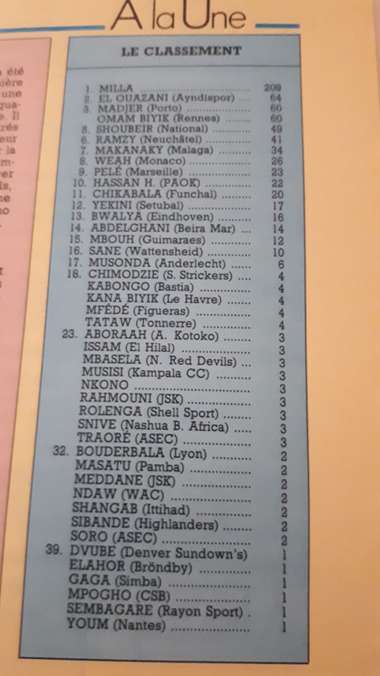 A la Une
LE CLASSEMENT
1. MILLA .................. 209
2. EL OUAZANI (Ayndispor) ... 64
3. MADJER (Porto) ............ 60
OMAM BIYIK (Rennes) ....... 60
5. SHOUBEIR (National) ........ 49
6. RAMZY (Neuchâtel) .......... 41
7. MAKANAKY (Malaga) ........ 34
8. WEAH (Monaco) ............. 26
9. PELÉ (Marseille) ............ 23
10. HASSAN H. (PAOK) ......... 22
11. CHIKABALA (Funchal) ....... 20
12. YEKINI (Setubal) ............ 17
13. BWALYA (Eindhoven) ........ 16
14. ABDELGHANI (Beira Mar) ... 14
15. MBOUH (Guimaraes) ......... 12
16. SANE (Wattensheid) ......... 10
17. MUSONDA (Anderlecht) ..... 6
18. CHIMODZIE (S. Strickers) .... 4
KABONGO (Bastia) ........... 4
KANA BIYIK (Le Havre) ....... 4
MFÉDÉ (Figueras) ............ 4
TATAW (Tonnerre) ........... 4
23. ABORAAH (A. Kotoko) ........ 3
ISSAM (El Hilal) .............. 3
MBASELA (N. Red Devils) ... 3
MUSISI (Kampala CC) ........ 3
NKONO ...................... 3
RAHMOUNI (JSK) ............. 3
ROLENGA (Shell Sport) ....... 3
SNIVE (Nashua B. Africa) ..... 3
TRAORÉ (ASEC) .............. 3
32. BOUDERBALA (Lyon) ......... 2
MASATU (Pamba) ............. 2
MEDDANE (JSK) .............. 2
NDAW (WAC) ................. 2
SHANGAB (Ittihad) ........... 2
SIBANDE (Highlanders) ....... 2
SORO (ASEC) ................. 2
39. DVUBE (Denver Sundown's) 1
ELAHOR (Bröndby) ........... 1
GAGA (Simba) ................ 1
MPOGHO (CSB) ............... 1
SEMBAGARE (Rayon Sport) . 1
YOUM (Nantes) ............... 1